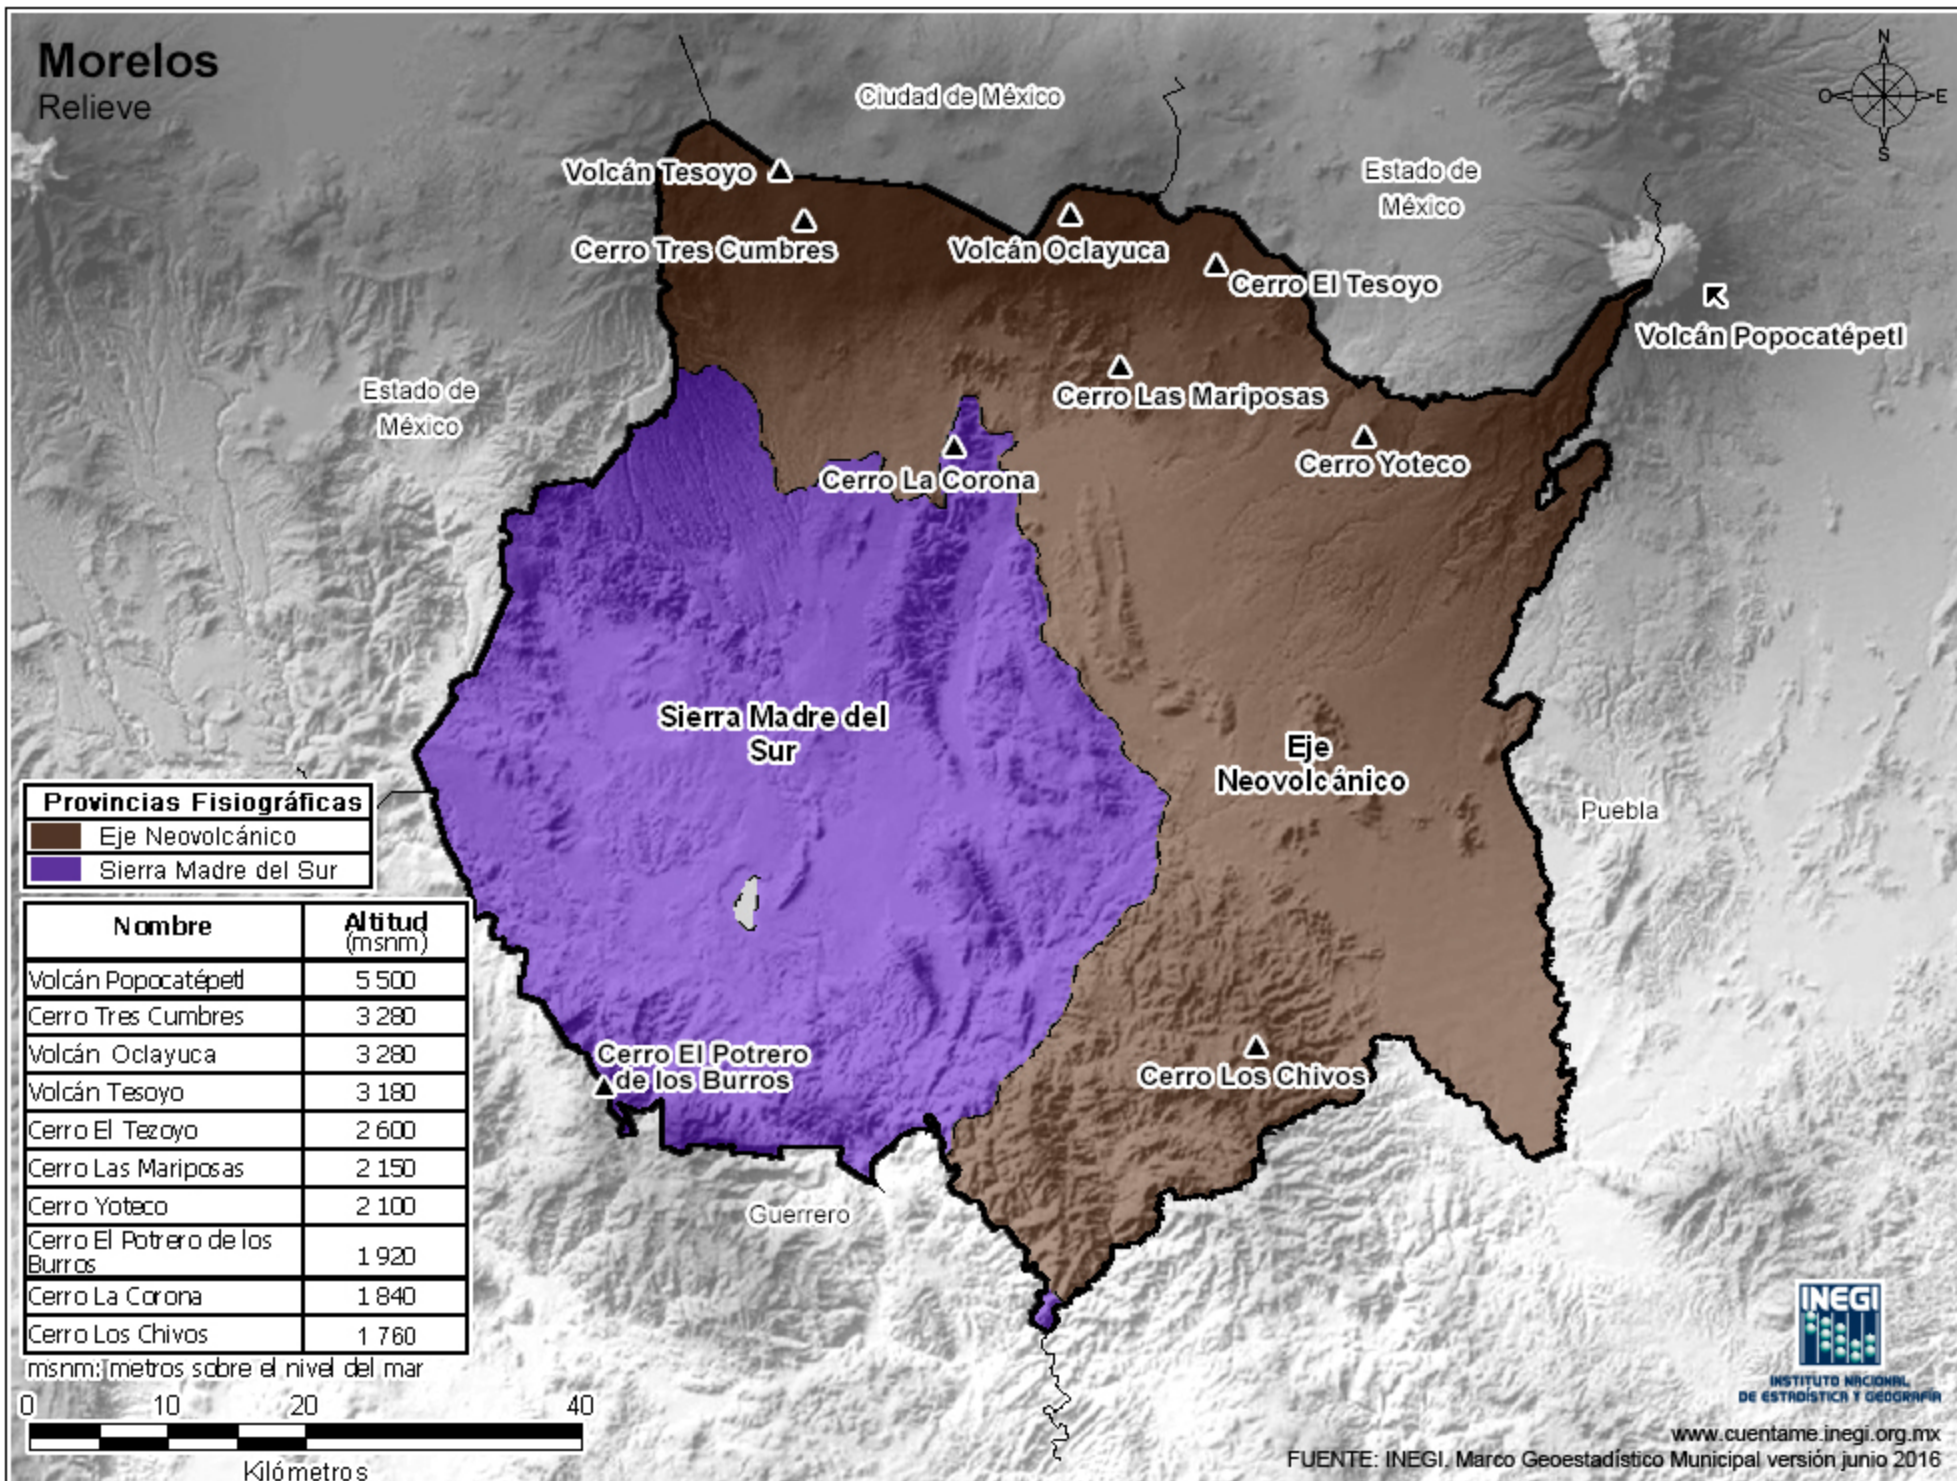 Morelos
Relieve
N
O
E
S
Ciudad de México
Estado de
México
Volcán Tesoyo
Cerro Tres Cumbres
Volcán Oclayuca
Cerro El Tesoyo
Volcán Popocatépetl
Cerro Las Mariposas
Estado de
México
Cerro Yoteco
Cerro La Corona
Sierra Madre del
Sur
Eje
Neovolcánico
Puebla
Cerro El Potrero
de los Burros
Cerro Los Chivos
Guerrero
Provincias Fisiográficas
Eje Neovolcánico
Sierra Madre del Sur
Nombre Altitud
(msnm)
Volcán Popocatépetl 5 500
Cerro Tres Cumbres 3 280
Volcán Oclayuca 3 280
Volcán Tesoyo 3 180
Cerro El Tezoyo 2 600
Cerro Las Mariposas 2 150
Cerro Yoteco 2 100
Cerro El Potrero de los
Burros 1 920
Cerro La Corona 1 840
Cerro Los Chivos 1 760
msnm: metros sobre el nivel del mar
0 10 20 40
Kilómetros
INEGI
INSTITUTO NACIONAL
DE ESTADÍSTICA Y GEOGRAFÍA
www.cuentame.inegi.org.mx
FUENTE: INEGI. Marco Geoestadístico Municipal versión junio 2016